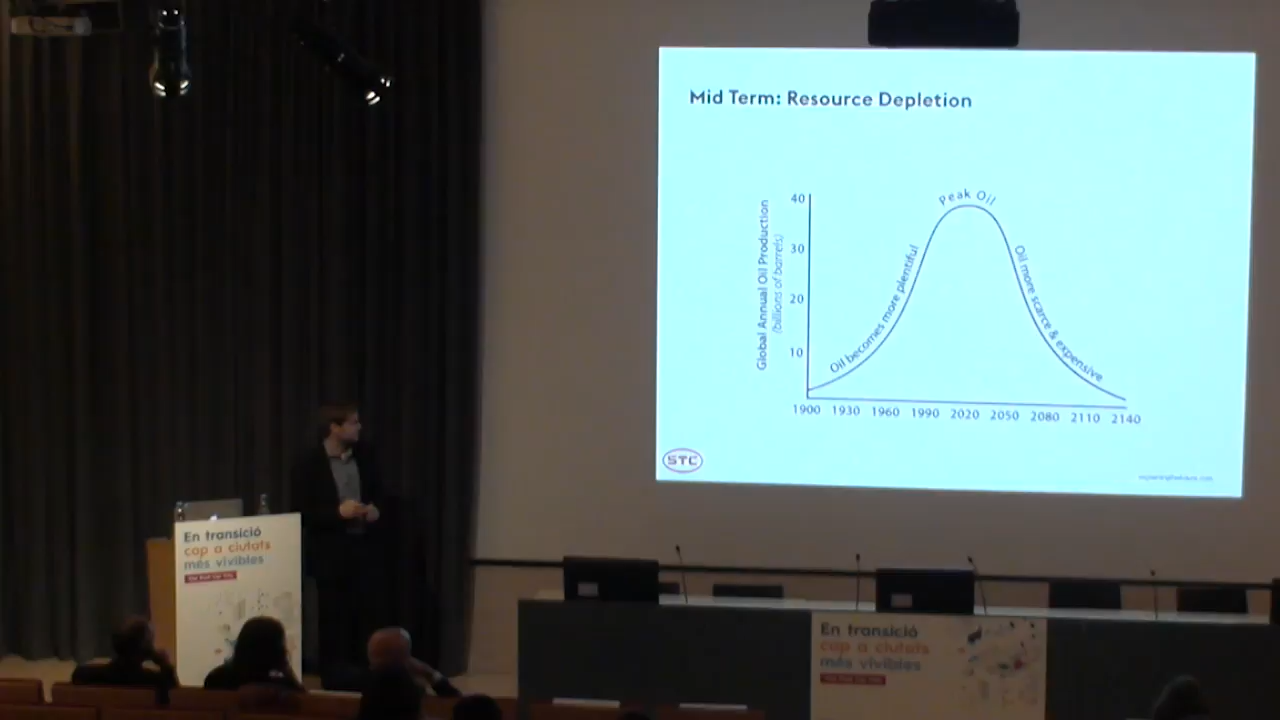 Mid Term: Resource Depletion
Global Annual Oil Production
(billions of barrels)
40
30
20
10
Oil becomes more plentiful
Peak Oil
Oil more scarce & expensive
1900 1930 1960 1990 2020 2050 2080 2110 2140
STC
En transició
cap a ciutats
més vivibles
En transició
cap a ciutats
més vivibles